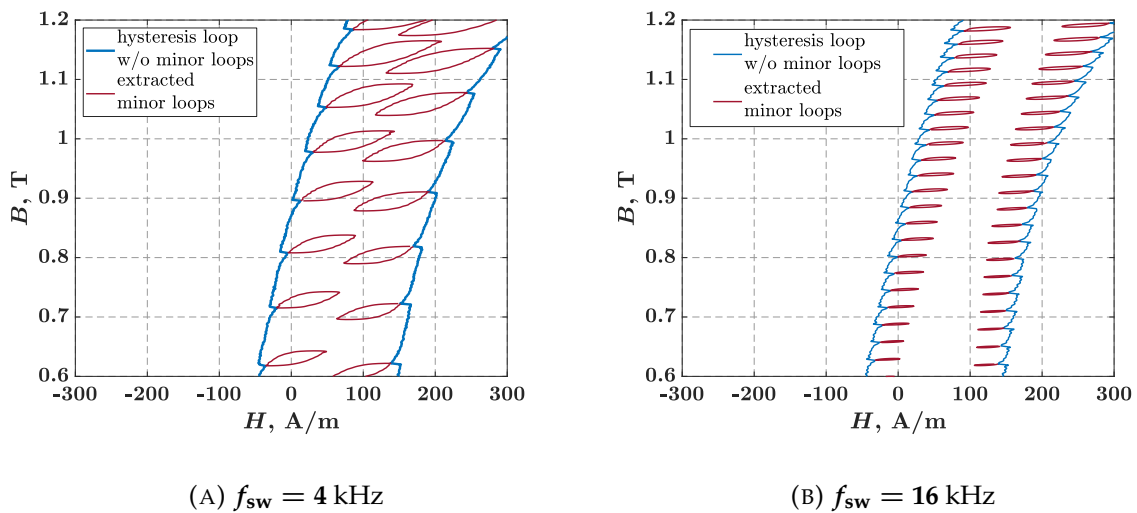 1.2
1.1
1
0.9
0.8
0.7
0.6
B, T
hysteresis loop
w/o minor loops
extracted
minor loops
-300 -200 -100 0 100 200 300
H, A/m
(A) fsw = 4 kHz
1.2
1.1
1
0.9
0.8
0.7
0.6
B, T
hysteresis loop
w/o minor loops
extracted
minor loops
-300 -200 -100 0 100 200 300
H, A/m
(B) fsw = 16 kHz